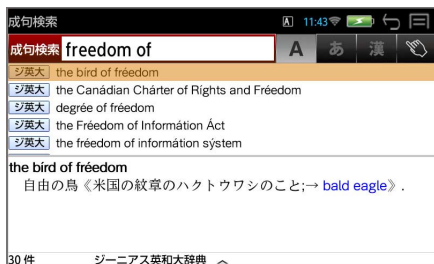 成句検索 A 11:43
成句検索 freedom of A あ 漢
ジ英大 the bírd of fréedom
ジ英大 the Canádian Chárter of Ríghts and Fréedom
ジ英大 degrée of fréedom
ジ英大 the Fréedom of Informátion Áct
ジ英大 the fréedom of informátion sýstem
the bírd of fréedom
自由の鳥《米国の紋章のハクトウワシのこと;→ bald eagle》.
30 件 ジーニアス英和大辞典